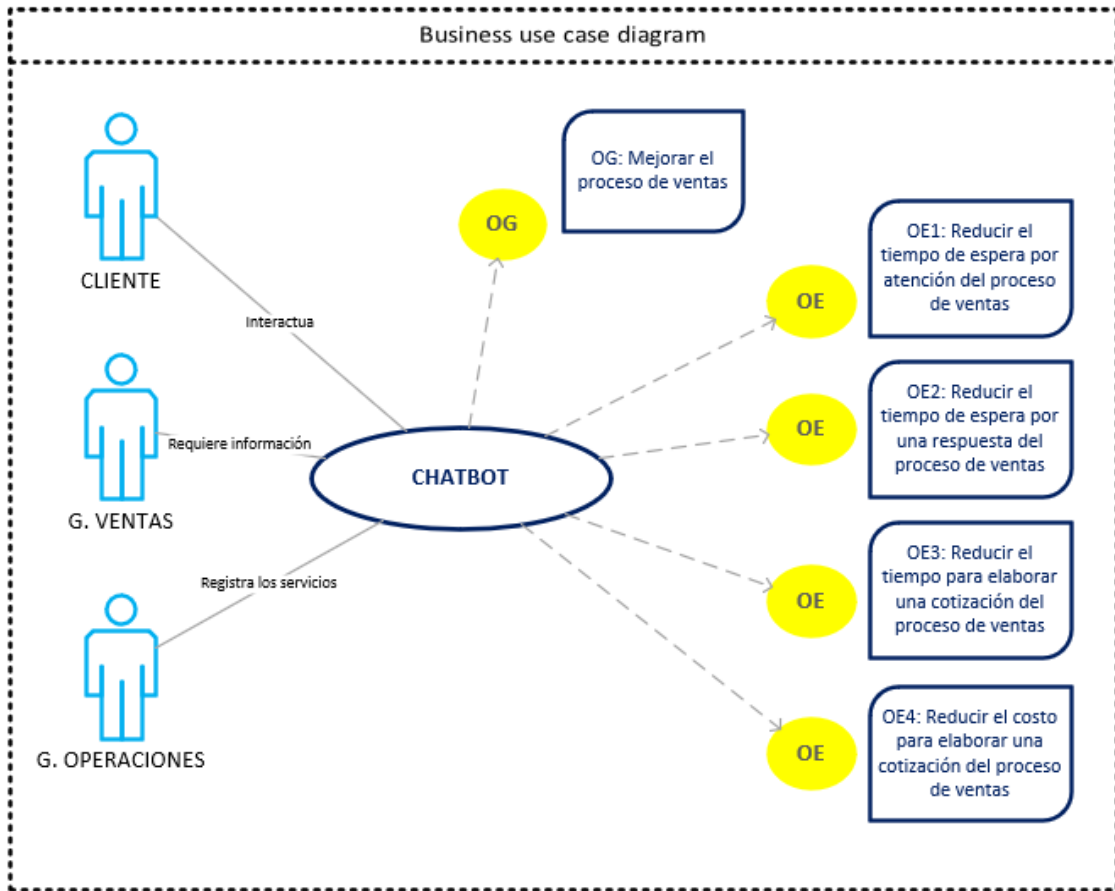 Business use case diagram
OG: Mejorar el
proceso de ventas
OG
OE1: Reducir el
tiempo de espera por
atención del proceso
de ventas
OE
CLIENTE
Interactua
OE2: Reducir el
tiempo de espera por
una respuesta del
proceso de ventas
OE
Requiere información
CHATBOT
G. VENTAS
OE3: Reducir el
tiempo para elaborar
una cotización del
proceso de ventas
OE
Registra los servicios
G. OPERACIONES
OE4: Reducir el costo
para elaborar una
cotización del proceso
de ventas
OE